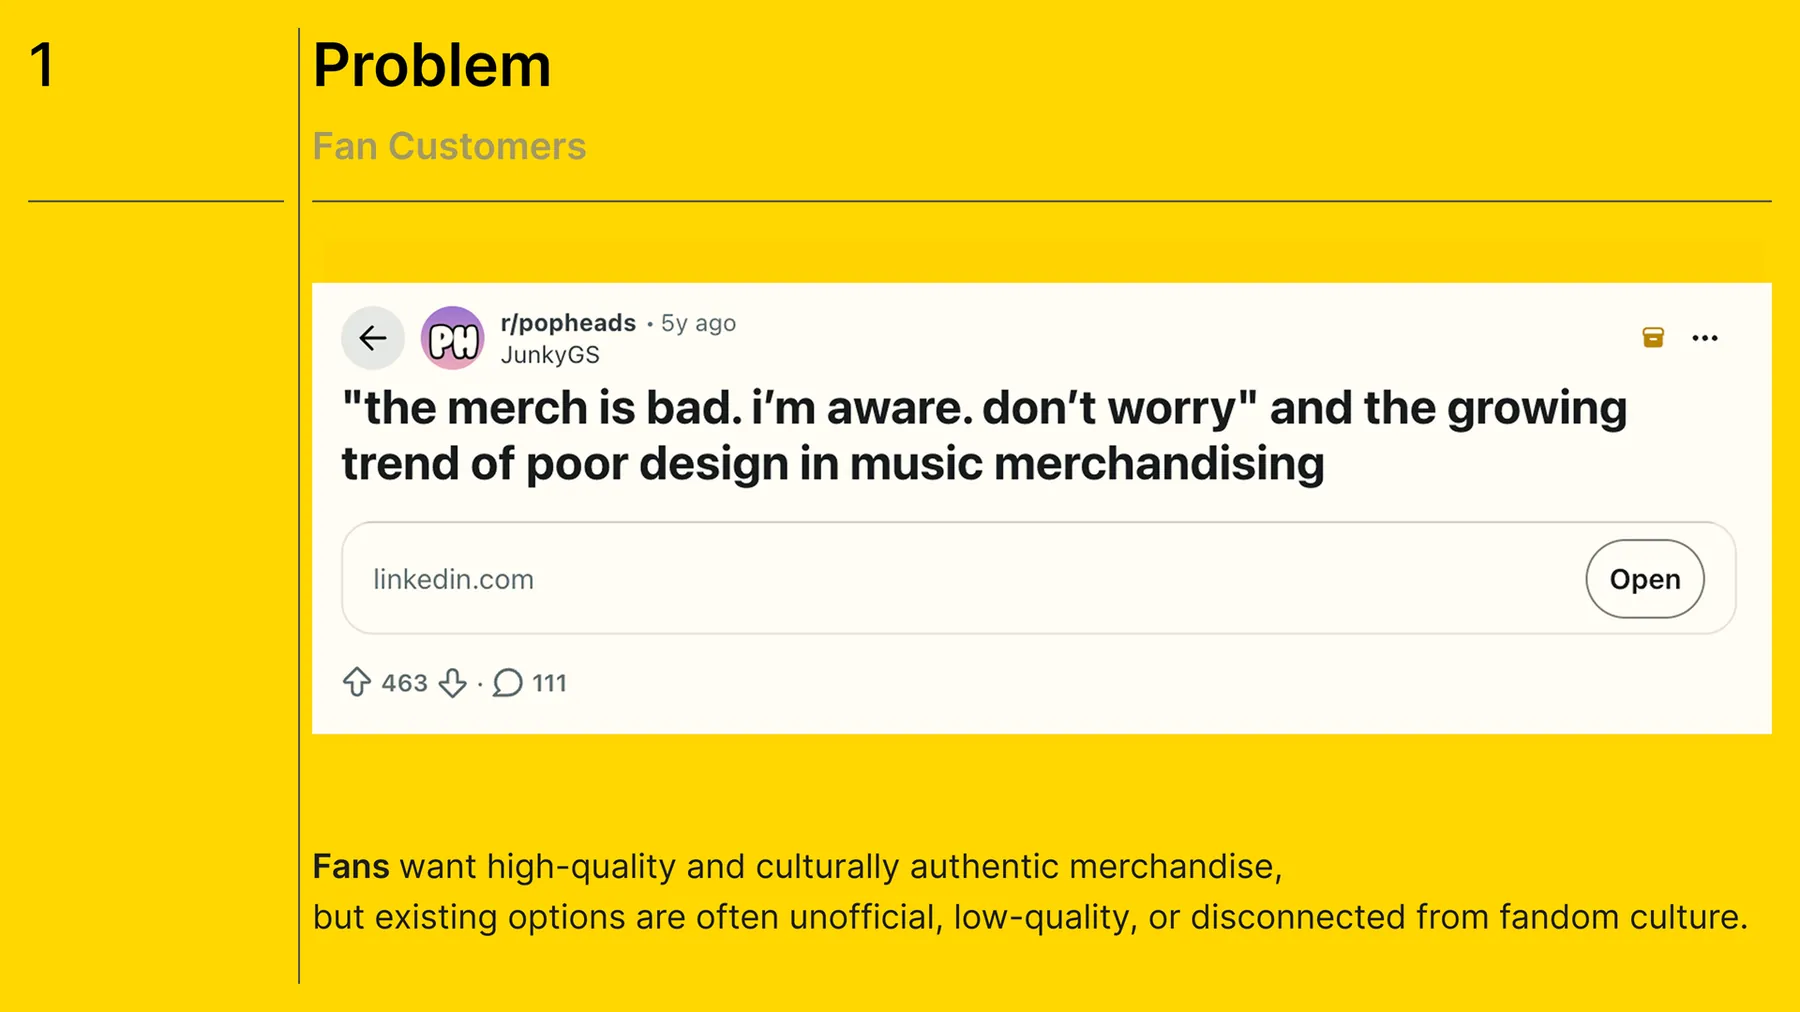 1
Problem
Fan Customers
PH
r/popheads • 5y ago
JunkyGS
"the merch is bad. i’m aware. don’t worry" and the growing
trend of poor design in music merchandising
linkedin.com
Open
463 · 111
Fans want high-quality and culturally authentic merchandise,
but existing options are often unofficial, low-quality, or disconnected from fandom culture.